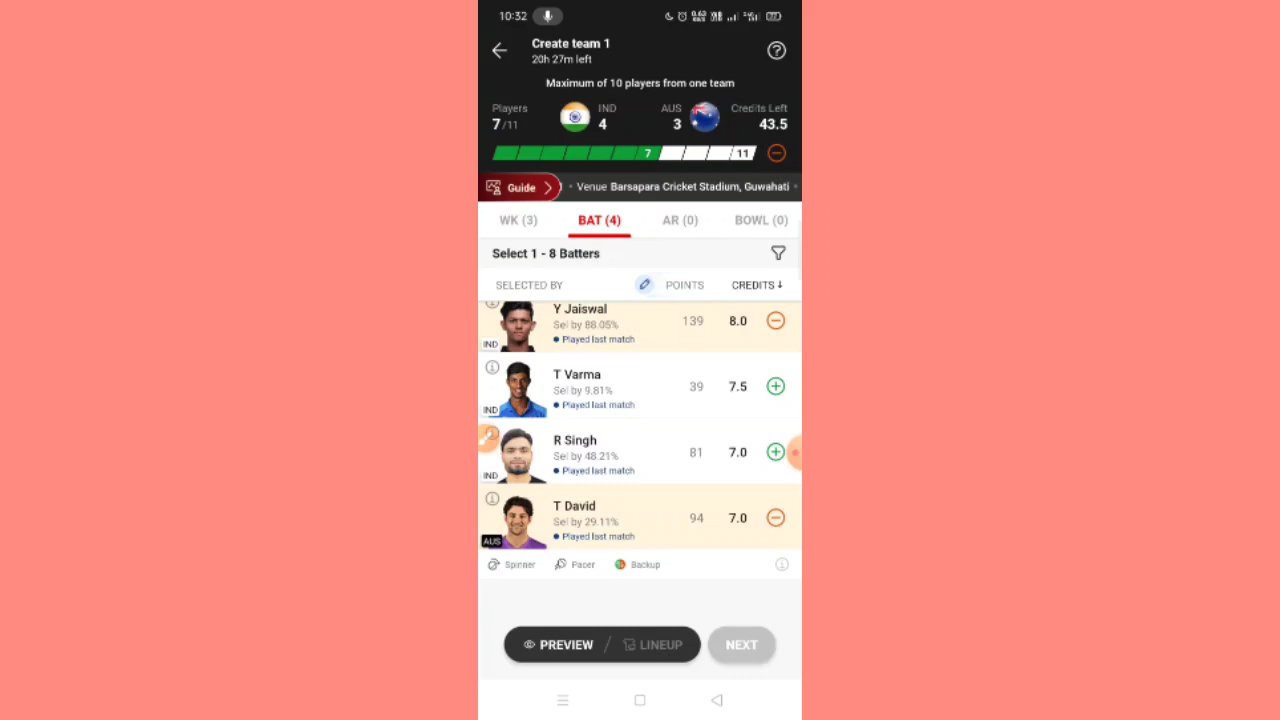 10:32
Create team 1
20h 27m left
Maximum of 10 players from one team
Players
7/11
IND
4
AUS
3
Credits Left
43.5
7
11
Guide
Venue Barsapara Cricket Stadium, Guwahati
WK (3)
BAT (4)
AR (0)
BOWL (0)
Select 1 - 8 Batters
SELECTED BY
POINTS
CREDITS↓
Y Jaiswal
Sel by 88.05%
Played last match
IND
139
8.0
T Varma
Sel by 9.81%
Played last match
IND
39
7.5
R Singh
Sel by 48.21%
Played last match
IND
81
7.0
T David
Sel by 29.11%
Played last match
AUS
94
7.0
Spinner
Pacer
Backup
PREVIEW / LINEUP
NEXT